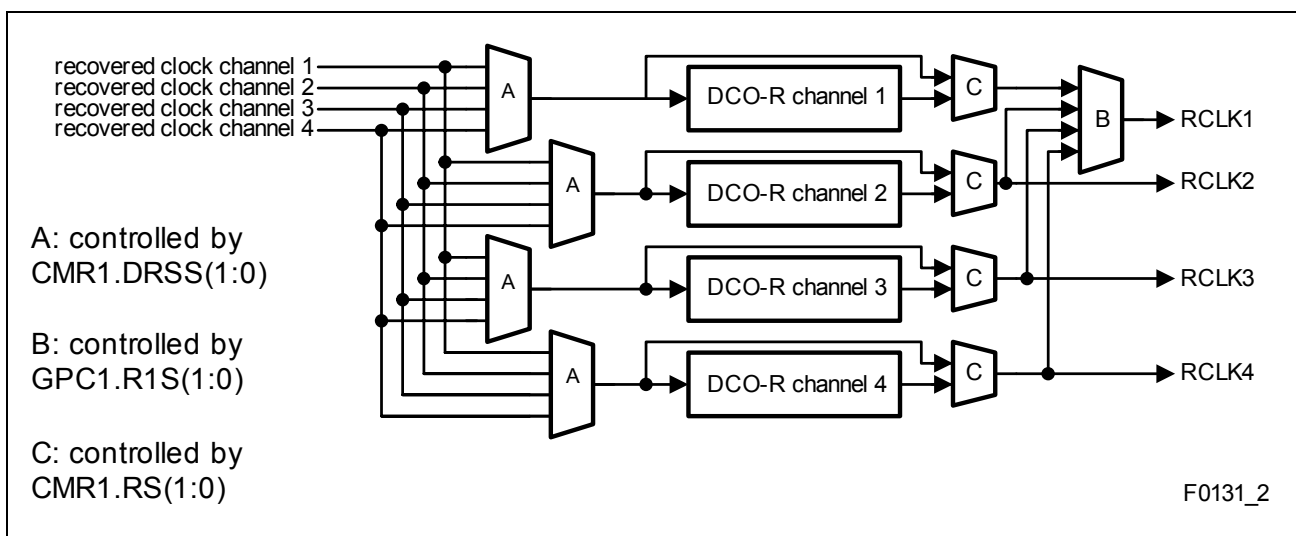 recovered clock channel 1
recovered clock channel 2
recovered clock channel 3
recovered clock channel 4
A
DCO-R channel 1
C
B
RCLK1
A
DCO-R channel 2
C
RCLK2
A: controlled by
CMR1.DRSS(1:0)
A
DCO-R channel 3
C
RCLK3
B: controlled by
GPC1.R1S(1:0)
A
DCO-R channel 4
C
RCLK4
C: controlled by
CMR1.RS(1:0)
F0131_2